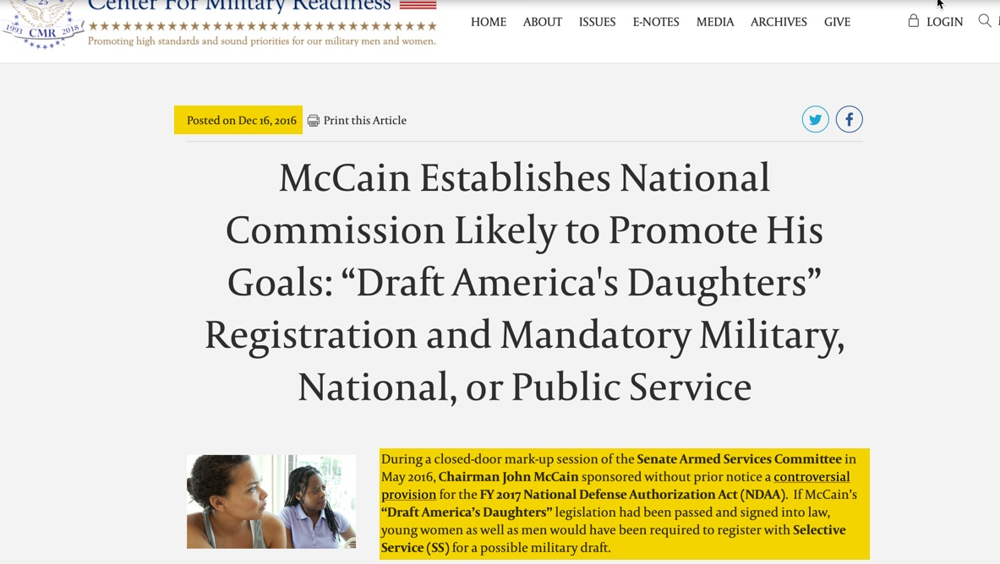 Center For Military Readiness
25
1993 CMR 2018
Promoting high standards and sound priorities for our military men and women.
HOME ABOUT ISSUES E-NOTES MEDIA ARCHIVES GIVE LOGIN
Posted on Dec 16, 2016 Print this Article
McCain Establishes National
Commission Likely to Promote His
Goals: “Draft America's Daughters”
Registration and Mandatory Military,
National, or Public Service
During a closed-door mark-up session of the Senate Armed Services Committee in
May 2016, Chairman John McCain sponsored without prior notice a controversial
provision for the FY 2017 National Defense Authorization Act (NDAA). If McCain’s
“Draft America’s Daughters” legislation had been passed and signed into law,
young women as well as men would have been required to register with Selective
Service (SS) for a possible military draft.